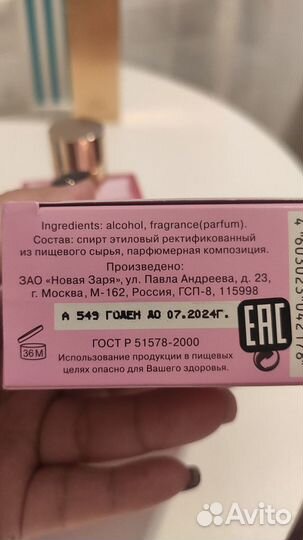 Ingredients: alcohol, fragrance(parfum).
Состав: спирт этиловый ректификованный
из пищевого сырья, парфюмерная композиция.
Произведено:
ЗАО "Новая Заря", ул. Павла Андреева, д. 23,
г. Москва, М-162, Россия, ГСП-8, 115998
А 549 ГОДЕН ДО 07.2024Г.
ЕАС
ГОСТ Р 51578-2000
36M
Использование продукции в пищевых
целях опасно для Вашего здоровья.
Avito